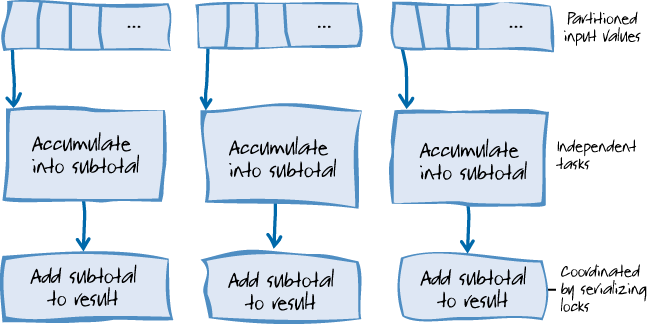 ... ... ... Partitioned
input values
Accumulate
into subtotal
Accumulate
into subtotal
Accumulate
into subtotal
Independent
tasks
Add subtotal
to result
Add subtotal
to result
Add subtotal
to result
Coordinated
by serializing
locks